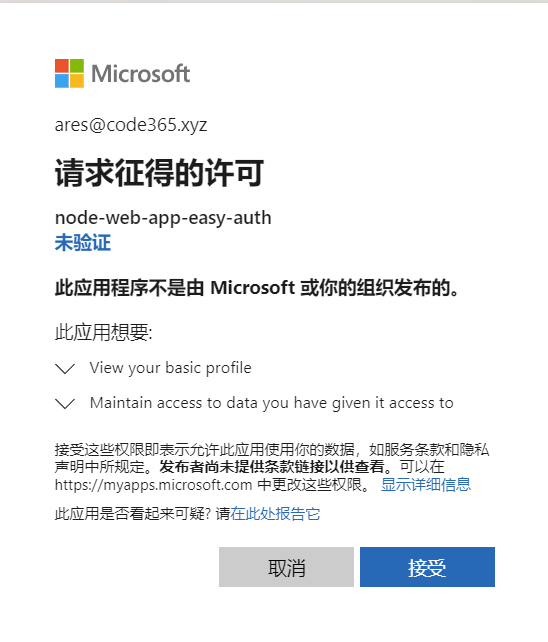 Microsoft
ares@code365.xyz
请求征得的许可
node-web-app-easy-auth
未验证
此应用程序不是由 Microsoft 或你的组织发布的。
此应用想要:
View your basic profile
Maintain access to data you have given it access to
接受这些权限即表示允许此应用使用你的数据，如服务条款和隐私
声明中所规定。发布者尚未提供条款链接以供查看。可以在
https://myapps.microsoft.com 中更改这些权限。 显示详细信息
此应用是否看起来可疑? 请在此处报告它
取消
接受